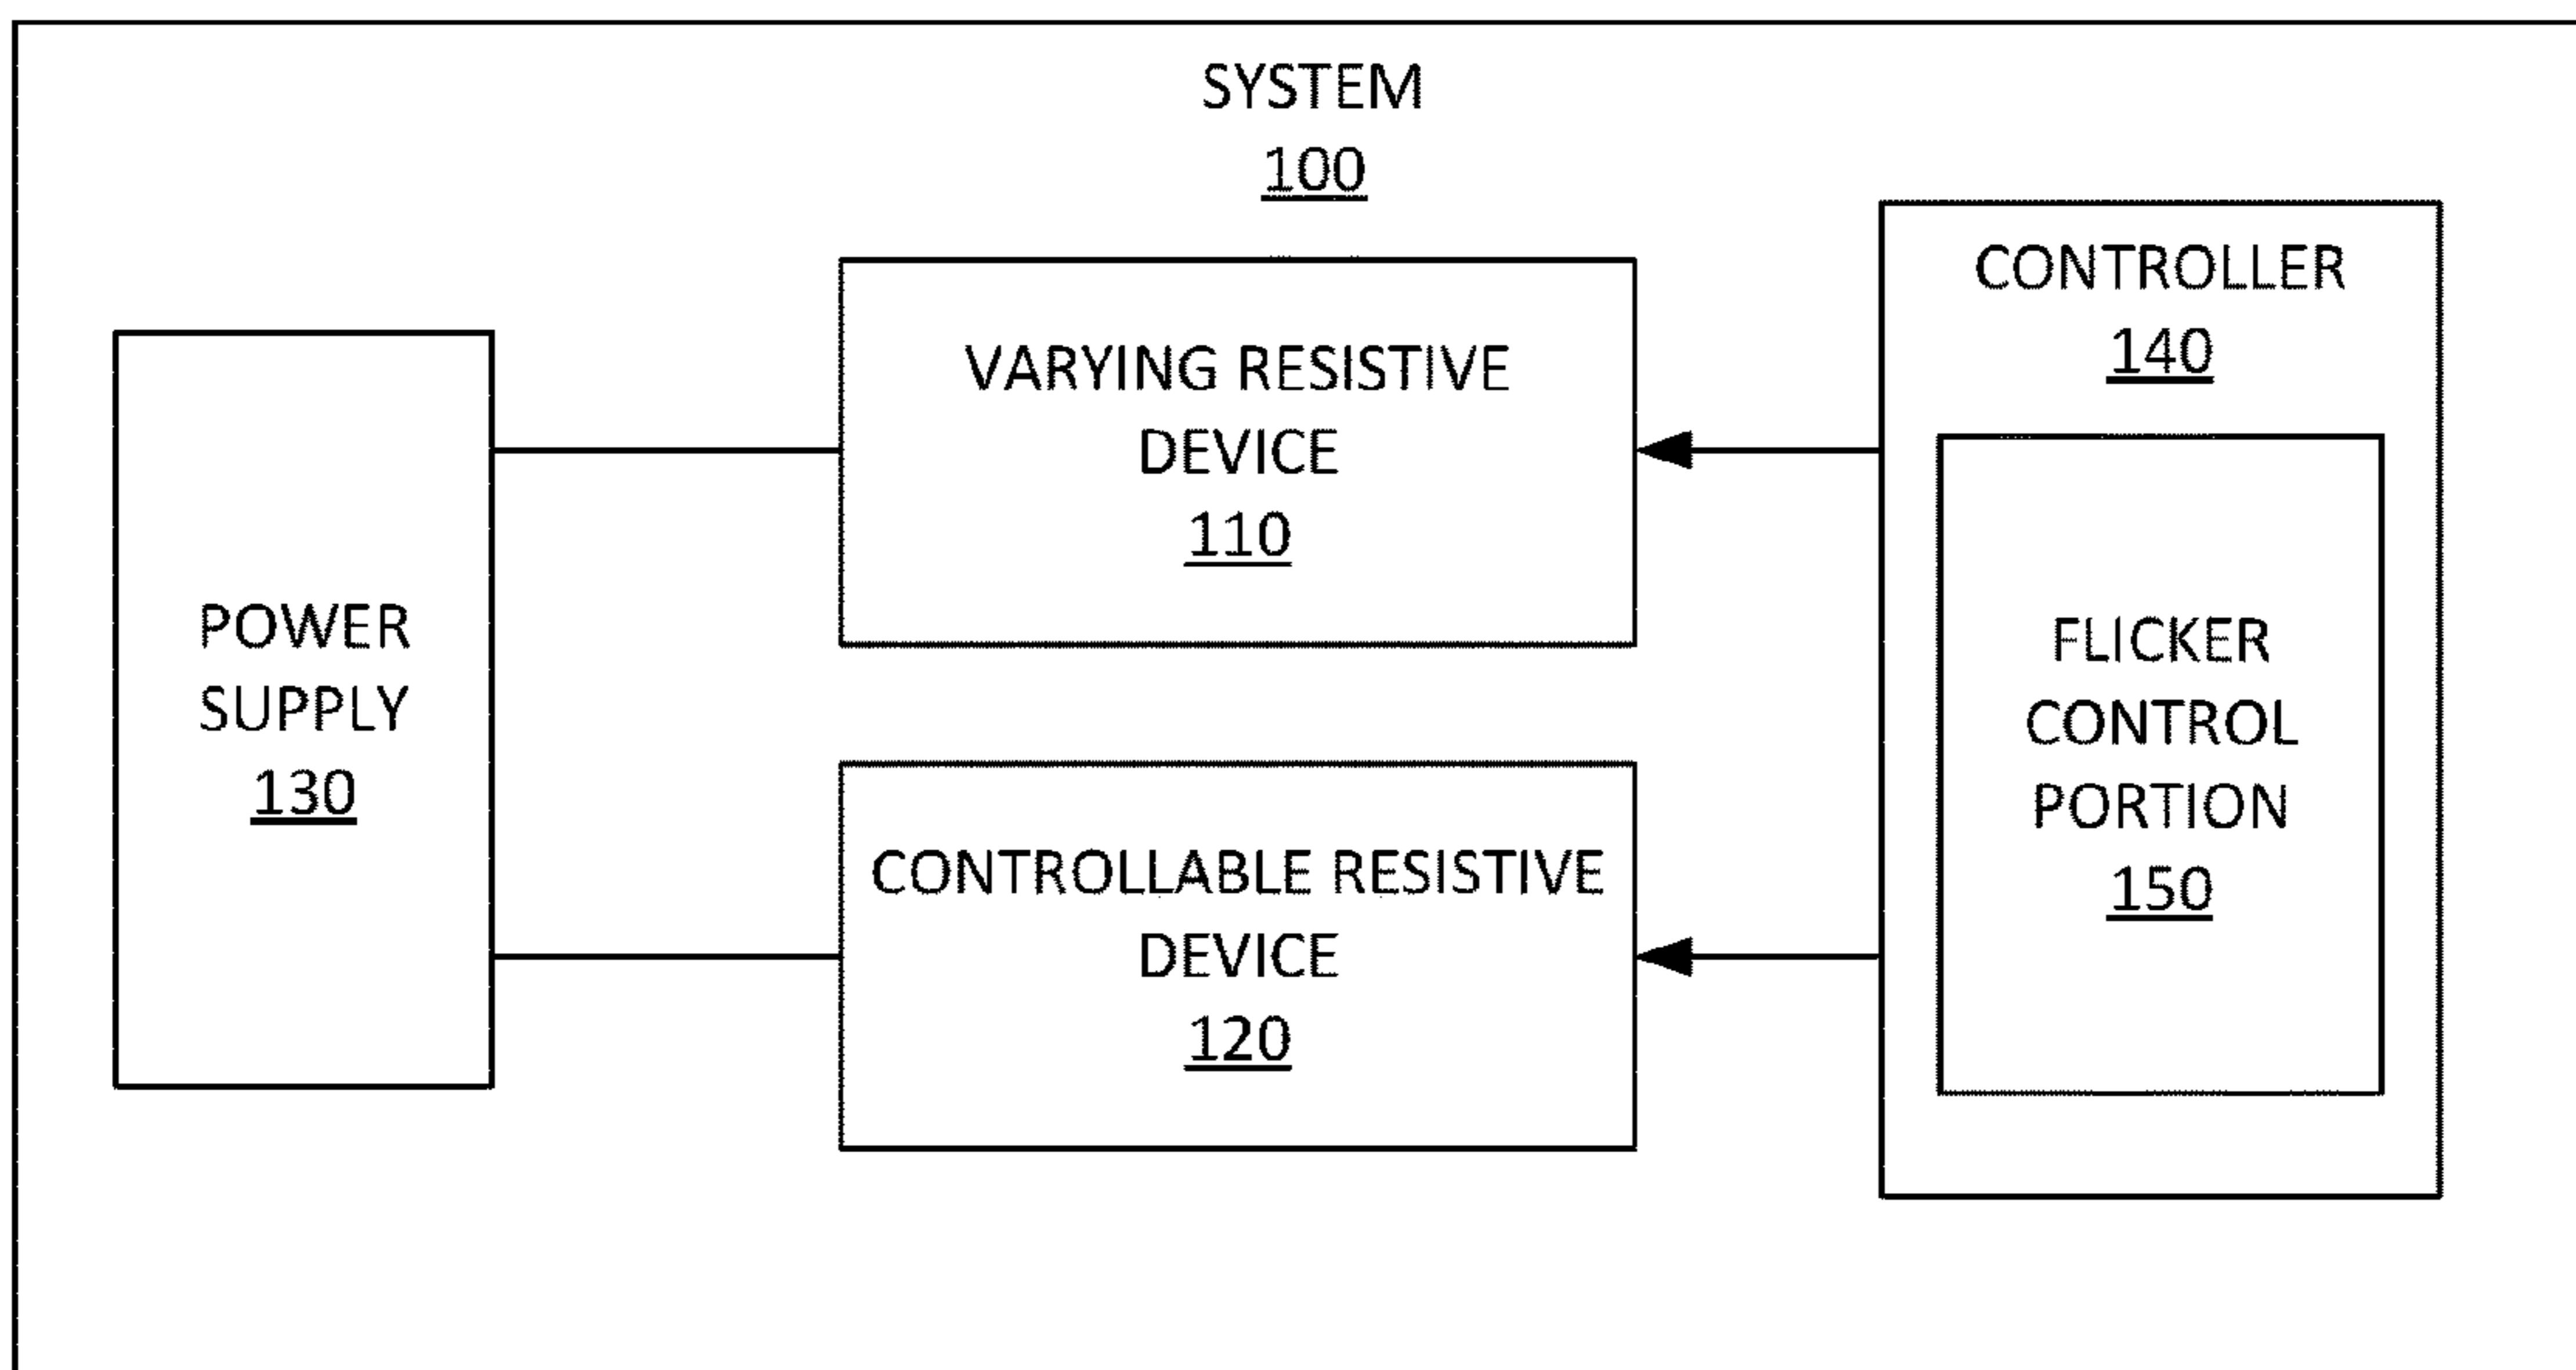 SYSTEM
100
POWER
SUPPLY
130
VARYING RESISTIVE
DEVICE
110
CONTROLLABLE RESISTIVE
DEVICE
120
CONTROLLER
140
FLICKER
CONTROL
PORTION
150